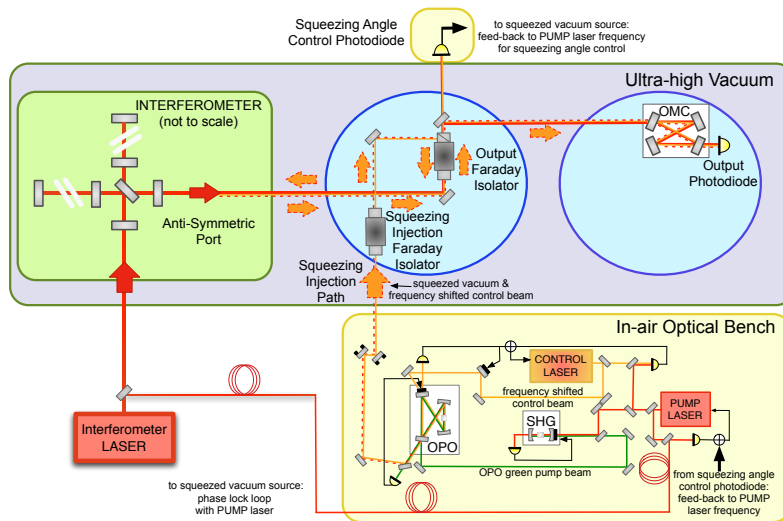 Squeezing Angle
Control Photodiode
to squeezed vacuum source:
feed-back to PUMP laser frequency
for squeezing angle control
Ultra-high Vacuum
INTERFEROMETER
(not to scale)
OMC
Output
Faraday
Isolator
Output
Photodiode
Anti-Symmetric
Port
Squeezing
Injection
Faraday
Isolator
Squeezing
Injection
Path
squeezed vacuum &
frequency shifted control beam
In-air Optical Bench
CONTROL
LASER
frequency shifted
control beam
PUMP
LASER
Interferometer
LASER
SHG
OPO
OPO green pump beam
to squeezed vacuum source:
phase lock loop
with PUMP laser
from squeezing angle
control photodiode:
feed-back to PUMP
laser frequency